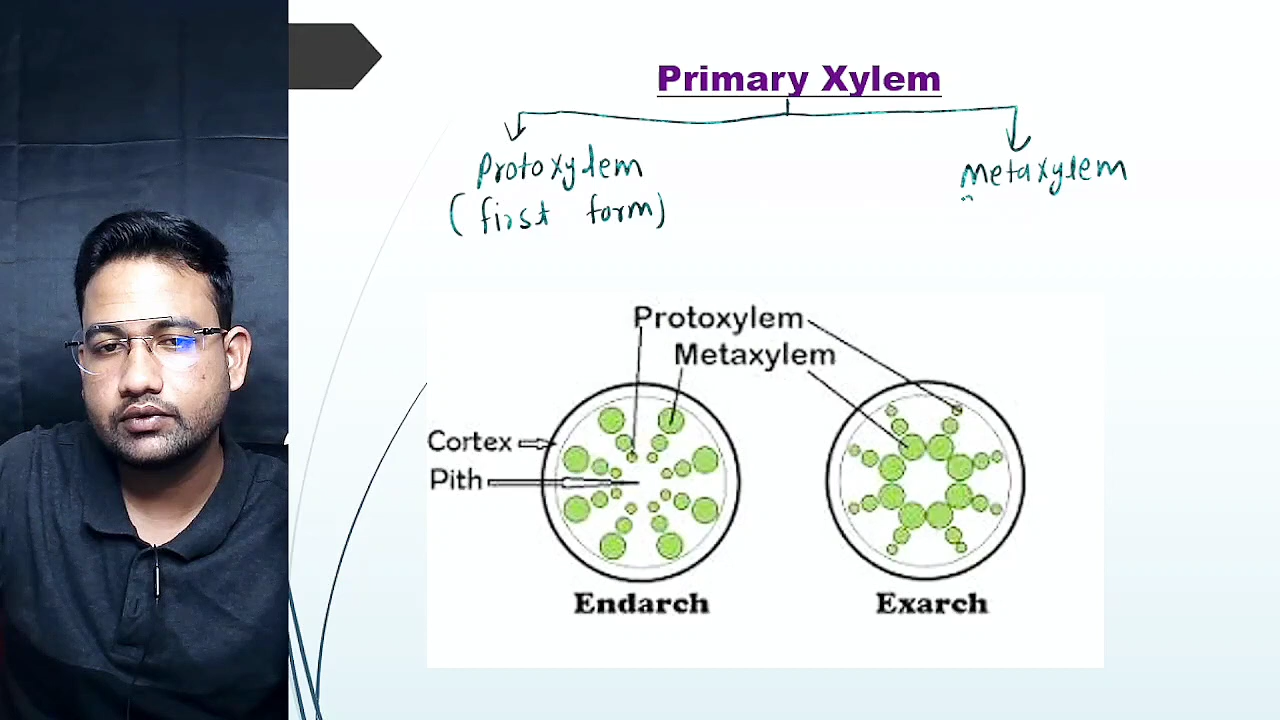 Primary Xylem
Protoxylem
(first form)
Metaxylem
Protoxylem
Metaxylem
Cortex
Pith
Endarch
Exarch